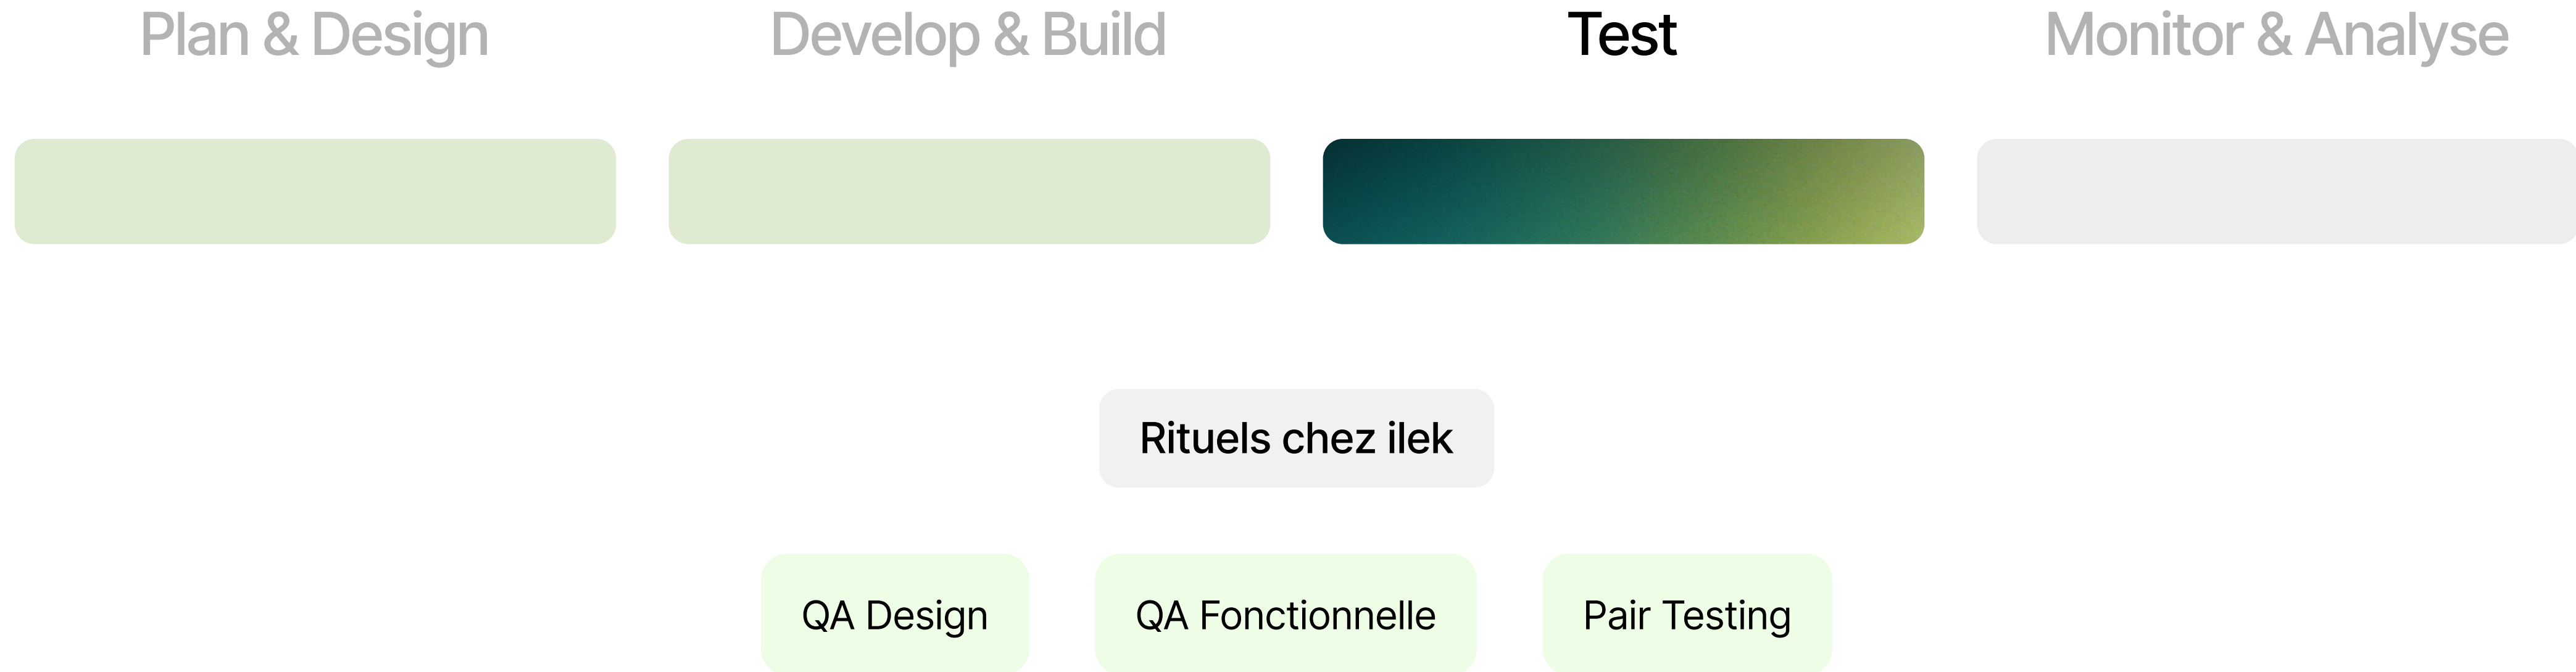 Plan & Design
Develop & Build
Test
Monitor & Analyse
Rituels chez ilek
QA Design
QA Fonctionnelle
Pair Testing